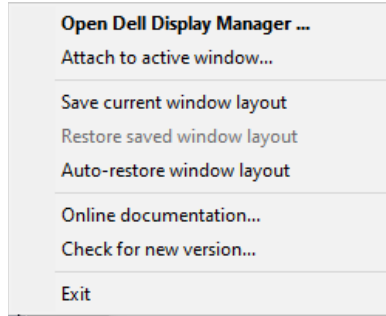 Open Dell Display Manager ...
Attach to active window...
Save current window layout
Restore saved window layout
Auto-restore window layout
Online documentation...
Check for new version...
Exit